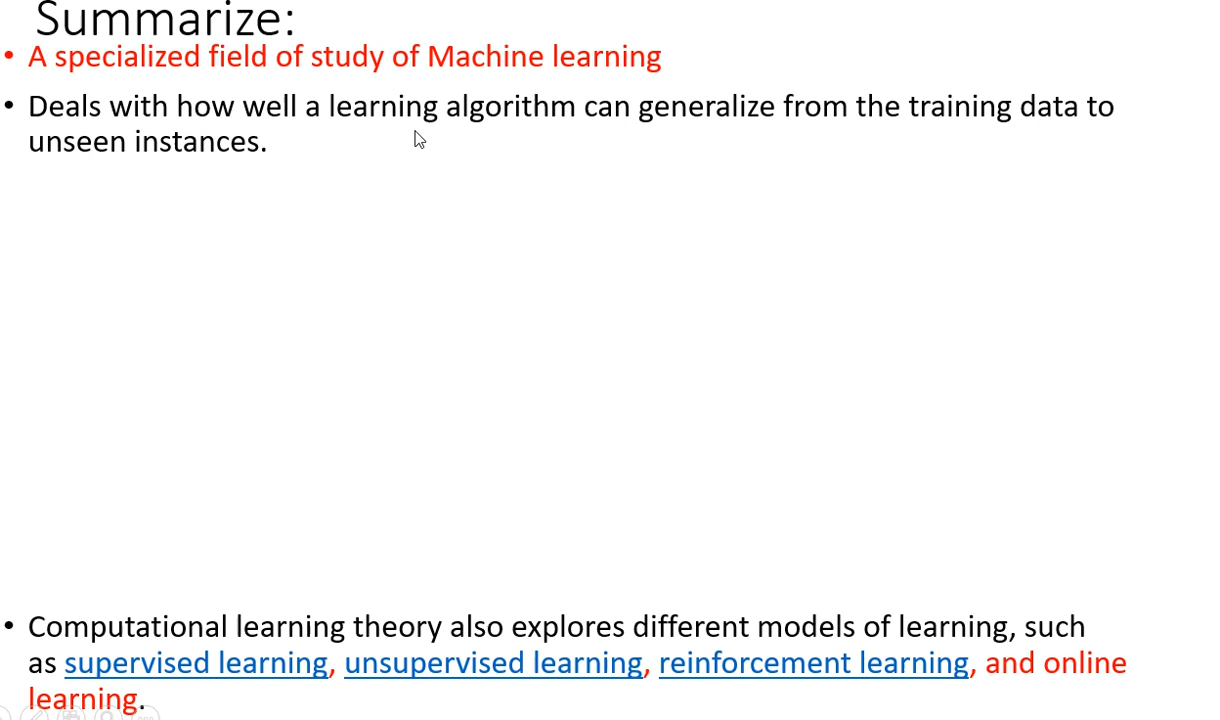 Summarize:
• A specialized field of study of Machine learning
• Deals with how well a learning algorithm can generalize from the training data to
unseen instances.
• Computational learning theory also explores different models of learning, such
as supervised learning, unsupervised learning, reinforcement learning, and online
learning.